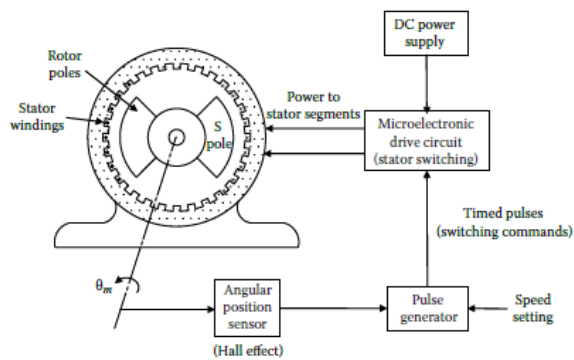 DC power
supply
Rotor
poles
Stator
windings
S
pole
Power to
stator segments
Microelectronic
drive circuit
(stator switching)
Timed pulses
(switching commands)
θm
Angular
position
sensor
(Hall effect)
Pulse
generator
Speed
setting